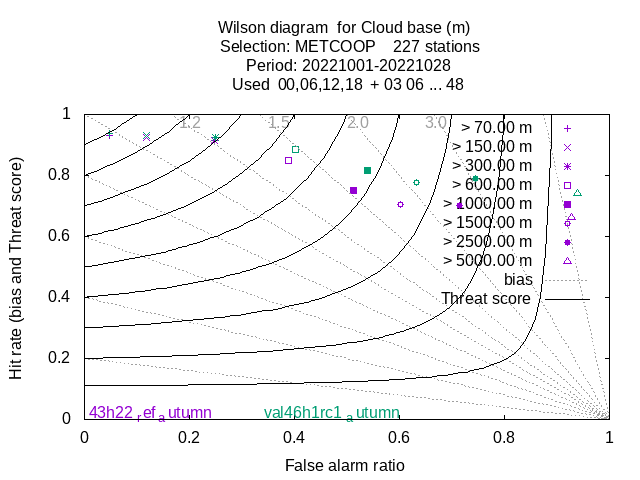 Wilson diagram  for Cloud base (m)
Selection: METCOOP    227 stations
Period: 20221001-20221028
Used  00,06,12,18  + 03 06 ... 48
1.2 1.5 2.0 3.0
> 70.00 m
> 150.00 m
> 300.00 m
> 600.00 m
> 1000.00 m
> 1500.00 m
> 2500.00 m
> 5000.00 m
bias
Threat score
Hit rate (bias and Threat score)
1
0.8
0.6
0.4
0.2
0
43h22refautumn val46h1rc1autumn
0 0.2 0.4 0.6 0.8 1
False alarm ratio